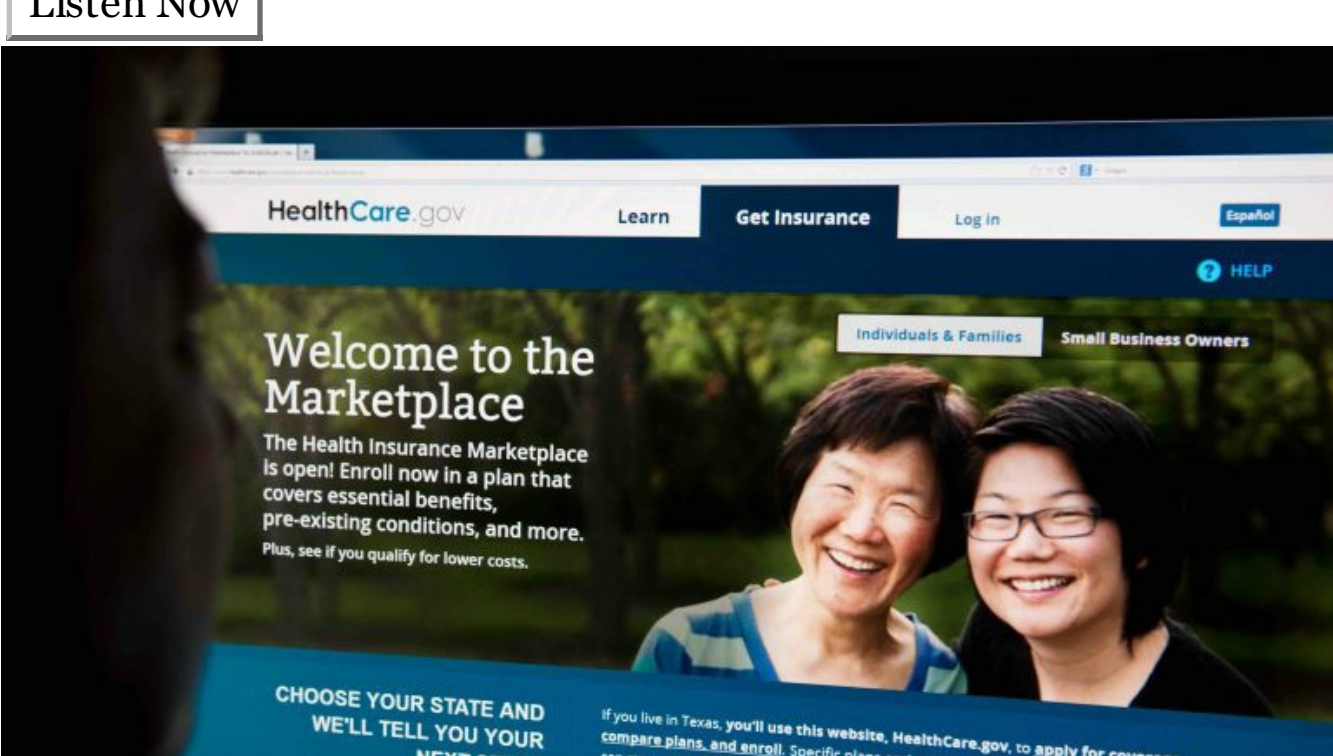 Listen Now
HealthCare.gov
Learn
Get Insurance
Log in
Español
? HELP
Individuals & Families
Small Business Owners
Welcome to the
Marketplace
The Health Insurance Marketplace
is open! Enroll now in a plan that
covers essential benefits,
pre-existing conditions, and more.
Plus, see if you qualify for lower costs.
CHOOSE YOUR STATE AND
WE'LL TELL YOU YOUR
If you live in Texas, you'll use this website, HealthCare.gov, to apply for coverage,
compare plans, and enroll. Specific plans